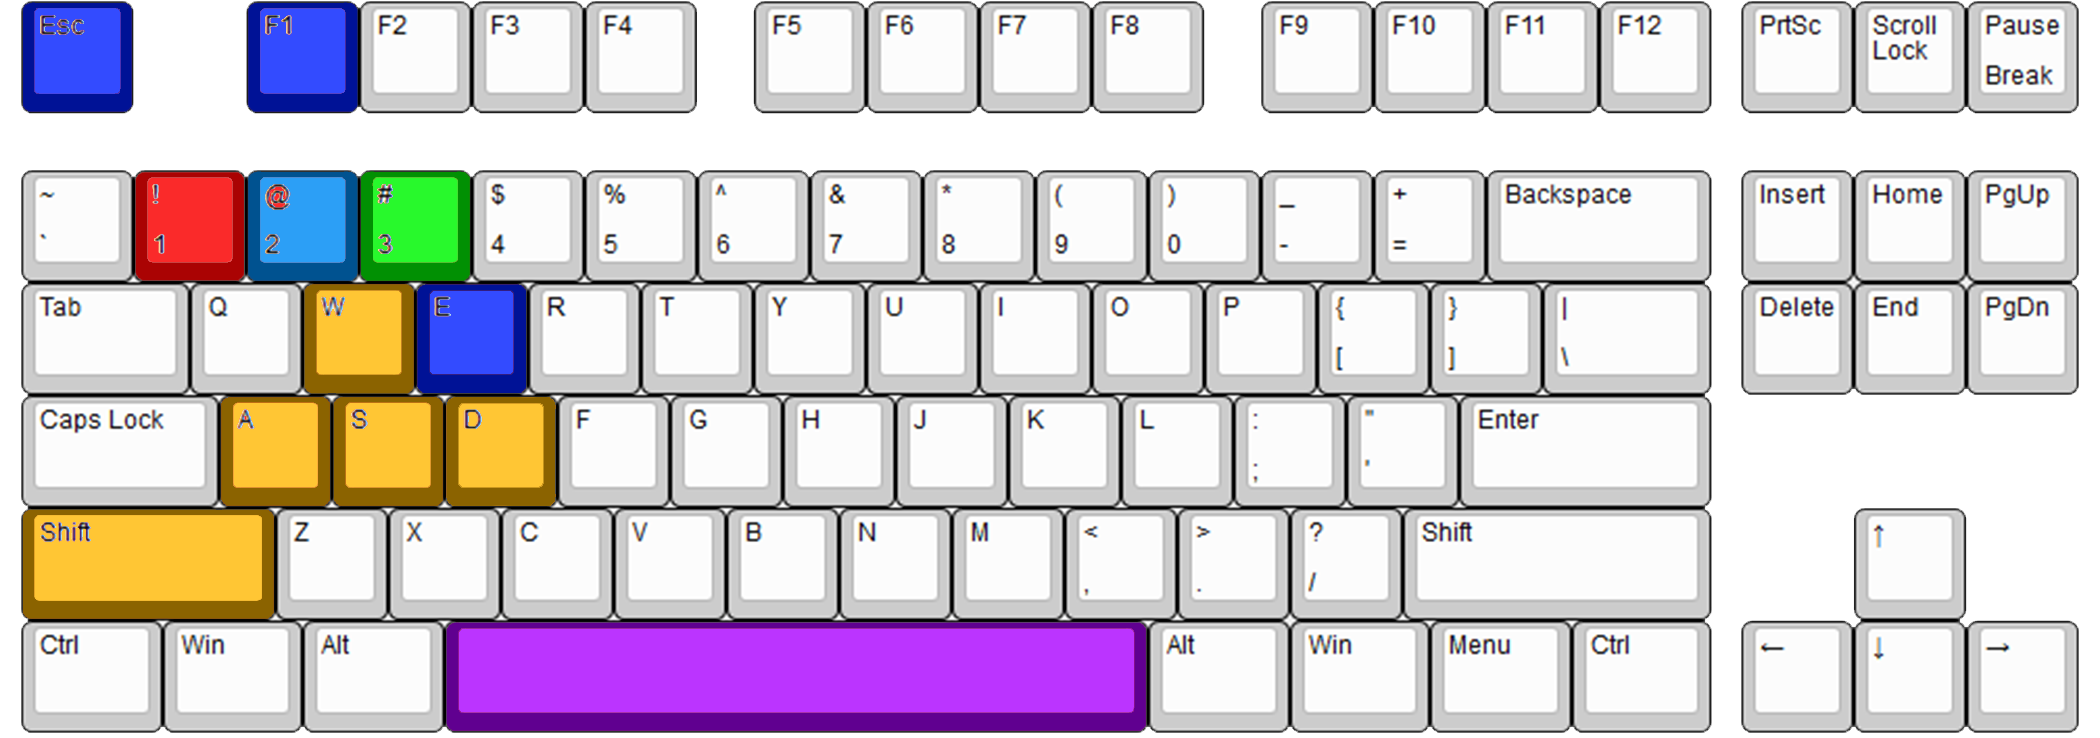 Esc F1 F2 F3 F4 F5 F6 F7 F8 F9 F10 F11 F12 PrtSc Scroll Lock Pause Break
~ ! @ # $ % ^ & * ( ) _ + Backspace Insert Home PgUp
` 1 2 3 4 5 6 7 8 9 0 - =
Tab Q W E R T Y U I O P { } | Delete End PgDn
[ ] \
Caps Lock A S D F G H J K L : " Enter
; '
Shift Z X C V B N M < > ? Shift ↑
, . /
Ctrl Win Alt Alt Win Menu Ctrl ← ↓ →